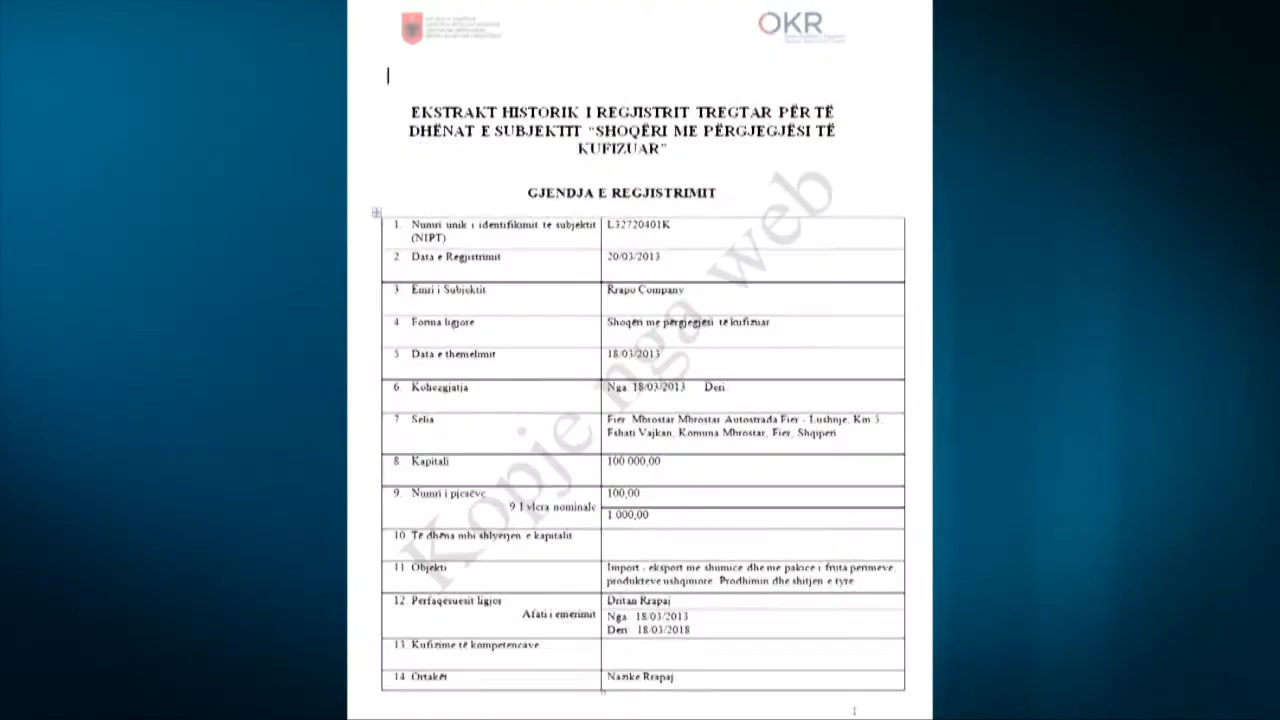 QKR
EKSTRAKT HISTORIK I REGJISTRIT TREGTAR PËR TË
DHËNAT E SUBJEKTIT "SHOQËRI ME PËRGJEGJËSI TË
KUFIZUAR"
GJENDJA E REGJISTRIMIT
1. Numri unik i identifikimit te subjektit L32720401K
(NIPT)
2 Data e Regjistrimit 20/03/2013
3 Emri i Subjektit Rrapo Company
4 Forma ligjore Shoqëri me përgjegjësi të kufizuar
5 Data e themelimit 18/03/2013
6. Kohezgjatja Nga 18/03/2013 Deri
7 Selia Fier Mbrostar Mbrostar Autostrada Fier - Lushnje, Km 5,
Fshati Vajkan, Komuna Mbrostar, Fier, Shqiperi
8 Kapitali 100 000,00
9. Numri i pjesëve 100,00
9.1 vlera nominale 1 000,00
10. Të dhëna mbi shlyerjen e kapitalit
11 Objekti Import - eksport me shumice dhe me pakice i fruta perimeve,
produkteve ushqimore. Prodhimin dhe shitjen e tyre
12. Perfaqesuesit ligjor Dritan Rrapaj
Afati i emerimit Nga 18/03/2013
Deri 18/03/2018
13 Kufizime të kompetencave
14 Ortakët Nazike Rrapaj
1
Kopje nga web